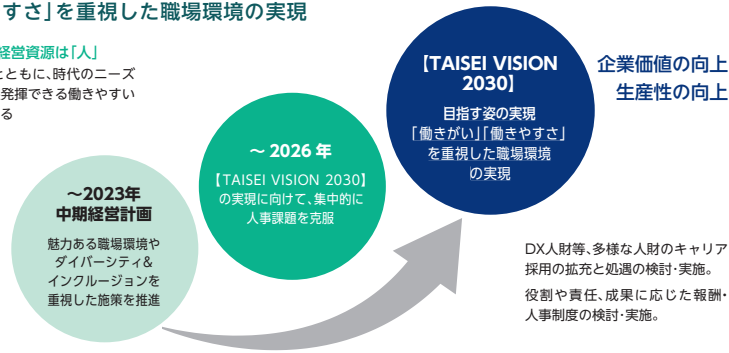 すさ」を重視した職場環境の実現
経営資源は「人」
とともに、時代のニーズ
発揮できる働きやすい
る
～2023年
中期経営計画
魅力ある職場環境や
ダイバーシティ&
インクルージョンを
重視した施策を推進
～ 2026 年
【TAISEI VISION 2030】
の実現に向けて、集中的に
人事課題を克服
【TAISEI VISION
2030】
目指す姿の実現
「働きがい」「働きやすさ」
を重視した職場環境
の実現
企業価値の向上
生産性の向上
DX人財等、多様な人財のキャリア
採用の拡充と処遇の検討・実施。
役割や責任、成果に応じた報酬・
人事制度の検討・実施。